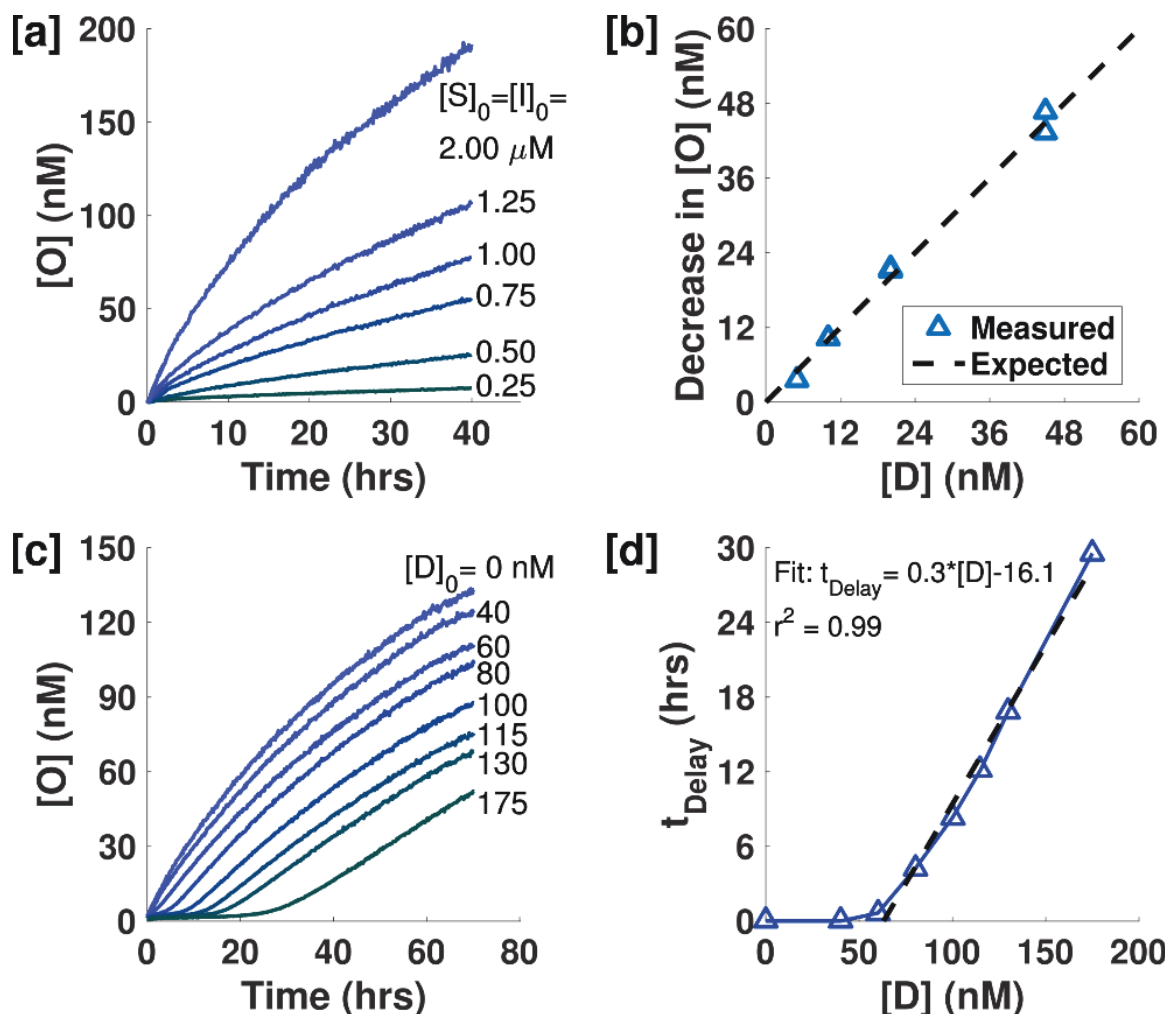 [a]
[O] (nM)
200
150
100
50
0
[S]0=[I]0=
2.00 μM
1.25
1.00
0.75
0.50
0.25
0 10 20 30 40
Time (hrs)
[b]
Decrease in [O] (nM)
60
48
36
24
12
0
Measured
Expected
0 12 24 36 48 60
[D] (nM)
[c]
[O] (nM)
150
120
90
60
30
0
[D]0= 0 nM
40
60
80
100
115
130
175
0 20 40 60 80
Time (hrs)
[d]
tDelay (hrs)
30
24
18
12
6
0
Fit: tDelay= 0.3*[D]-16.1
r2 = 0.99
0 50 100 150 200
[D] (nM)